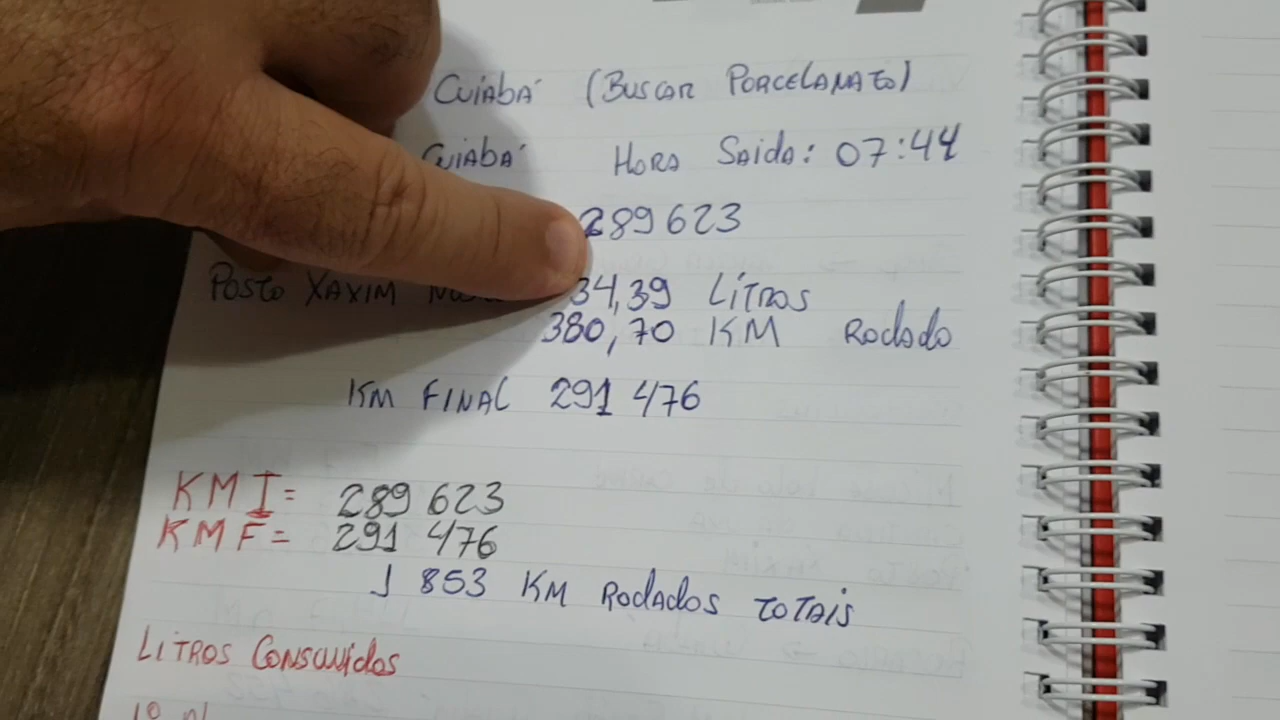 Cuiabá (Buscar Porcelanato)
Cuiabá Hora Saida: 07:44
289 623
Posto Xaxim 34,39 Litros
380,70 KM Rodado
KM Final 291 476
KM I= 289 623
KM F= 291 476
1 853 KM Rodados Totais
Litros Consumidos